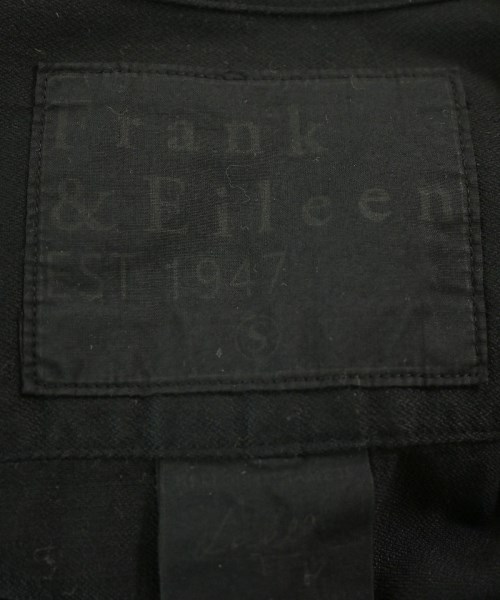 Frank
& Eileen
EST 1947
S